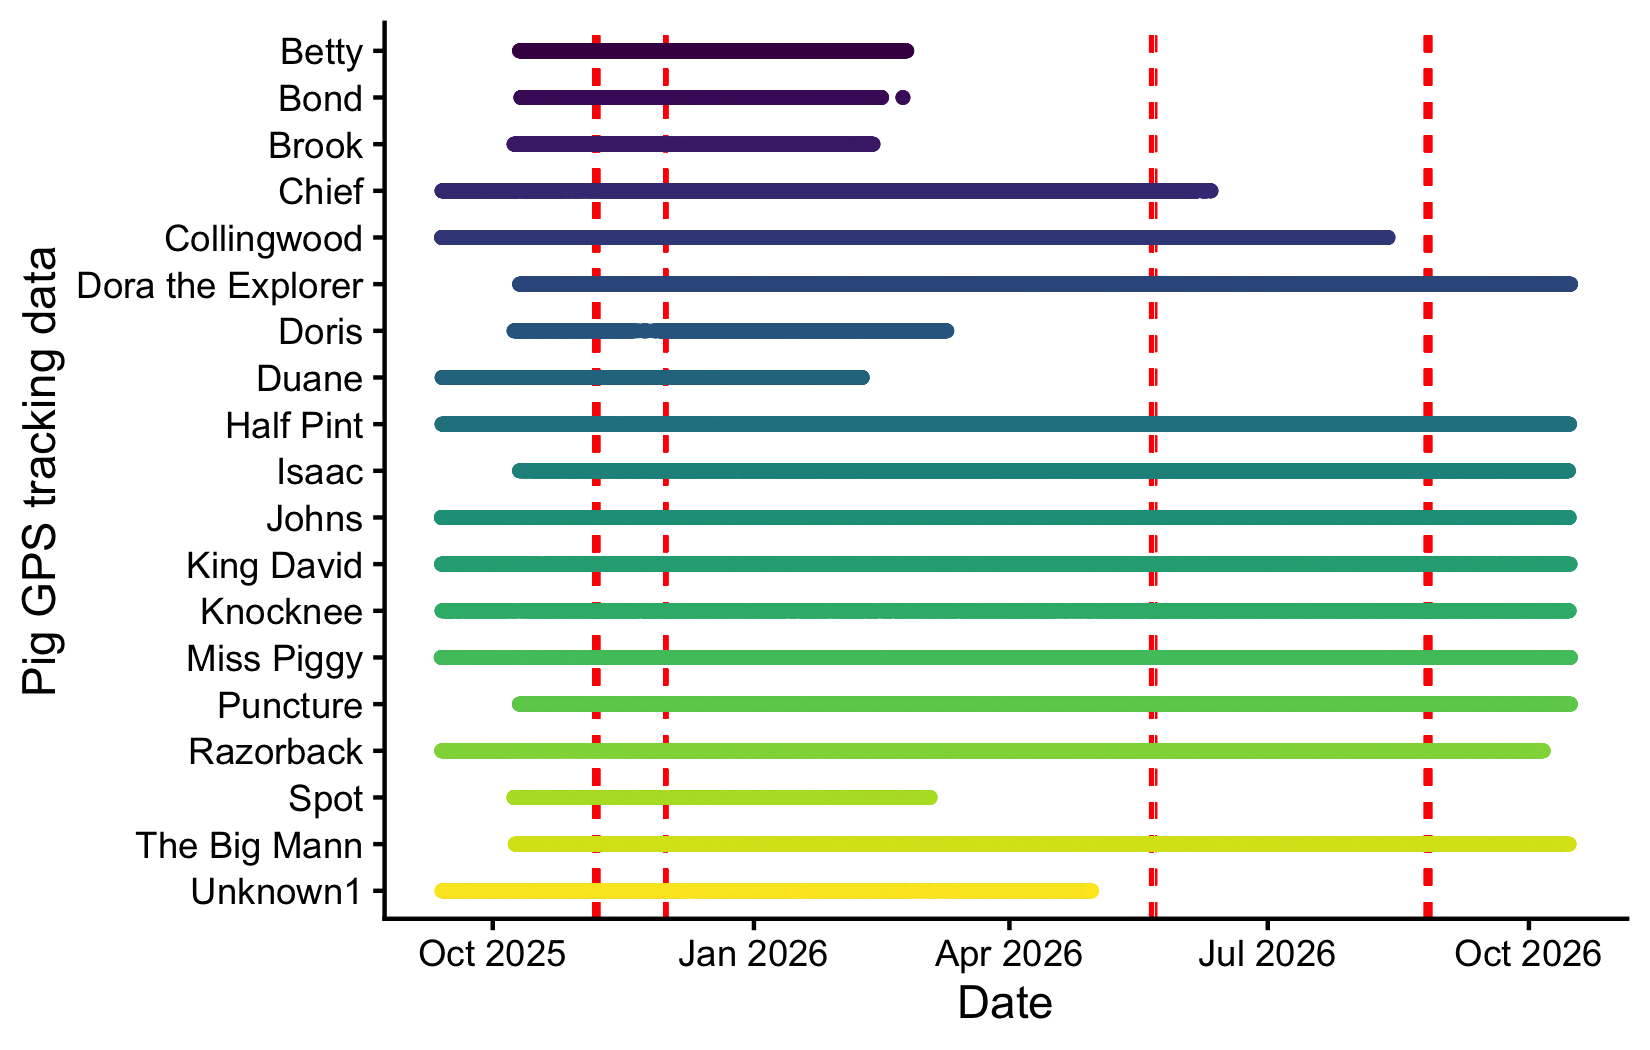 Pig GPS tracking data
Betty
Bond
Brook
Chief
Collingwood
Dora the Explorer
Doris
Duane
Half Pint
Isaac
Johns
King David
Knocknee
Miss Piggy
Puncture
Razorback
Spot
The Big Mann
Unknown1
Oct 2025 Jan 2026 Apr 2026 Jul 2026 Oct 2026
Date